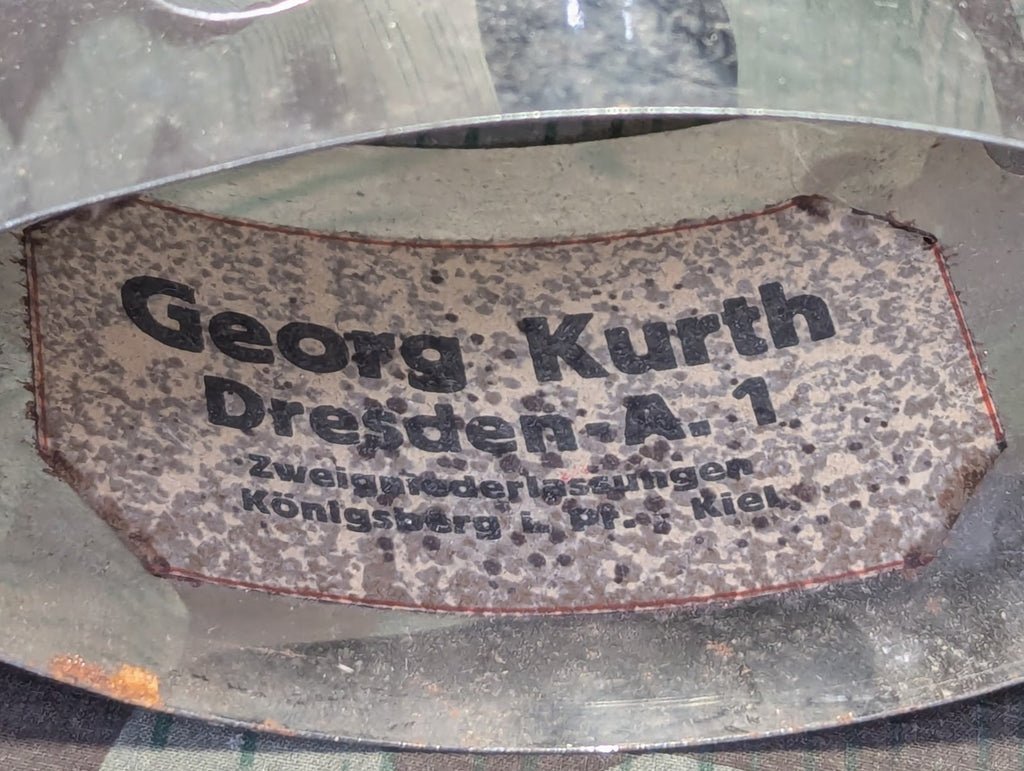 Georg Kurth
Dresden-A. 1
Zweigniederlassungen
Königsberg i. Pr. - Kiel